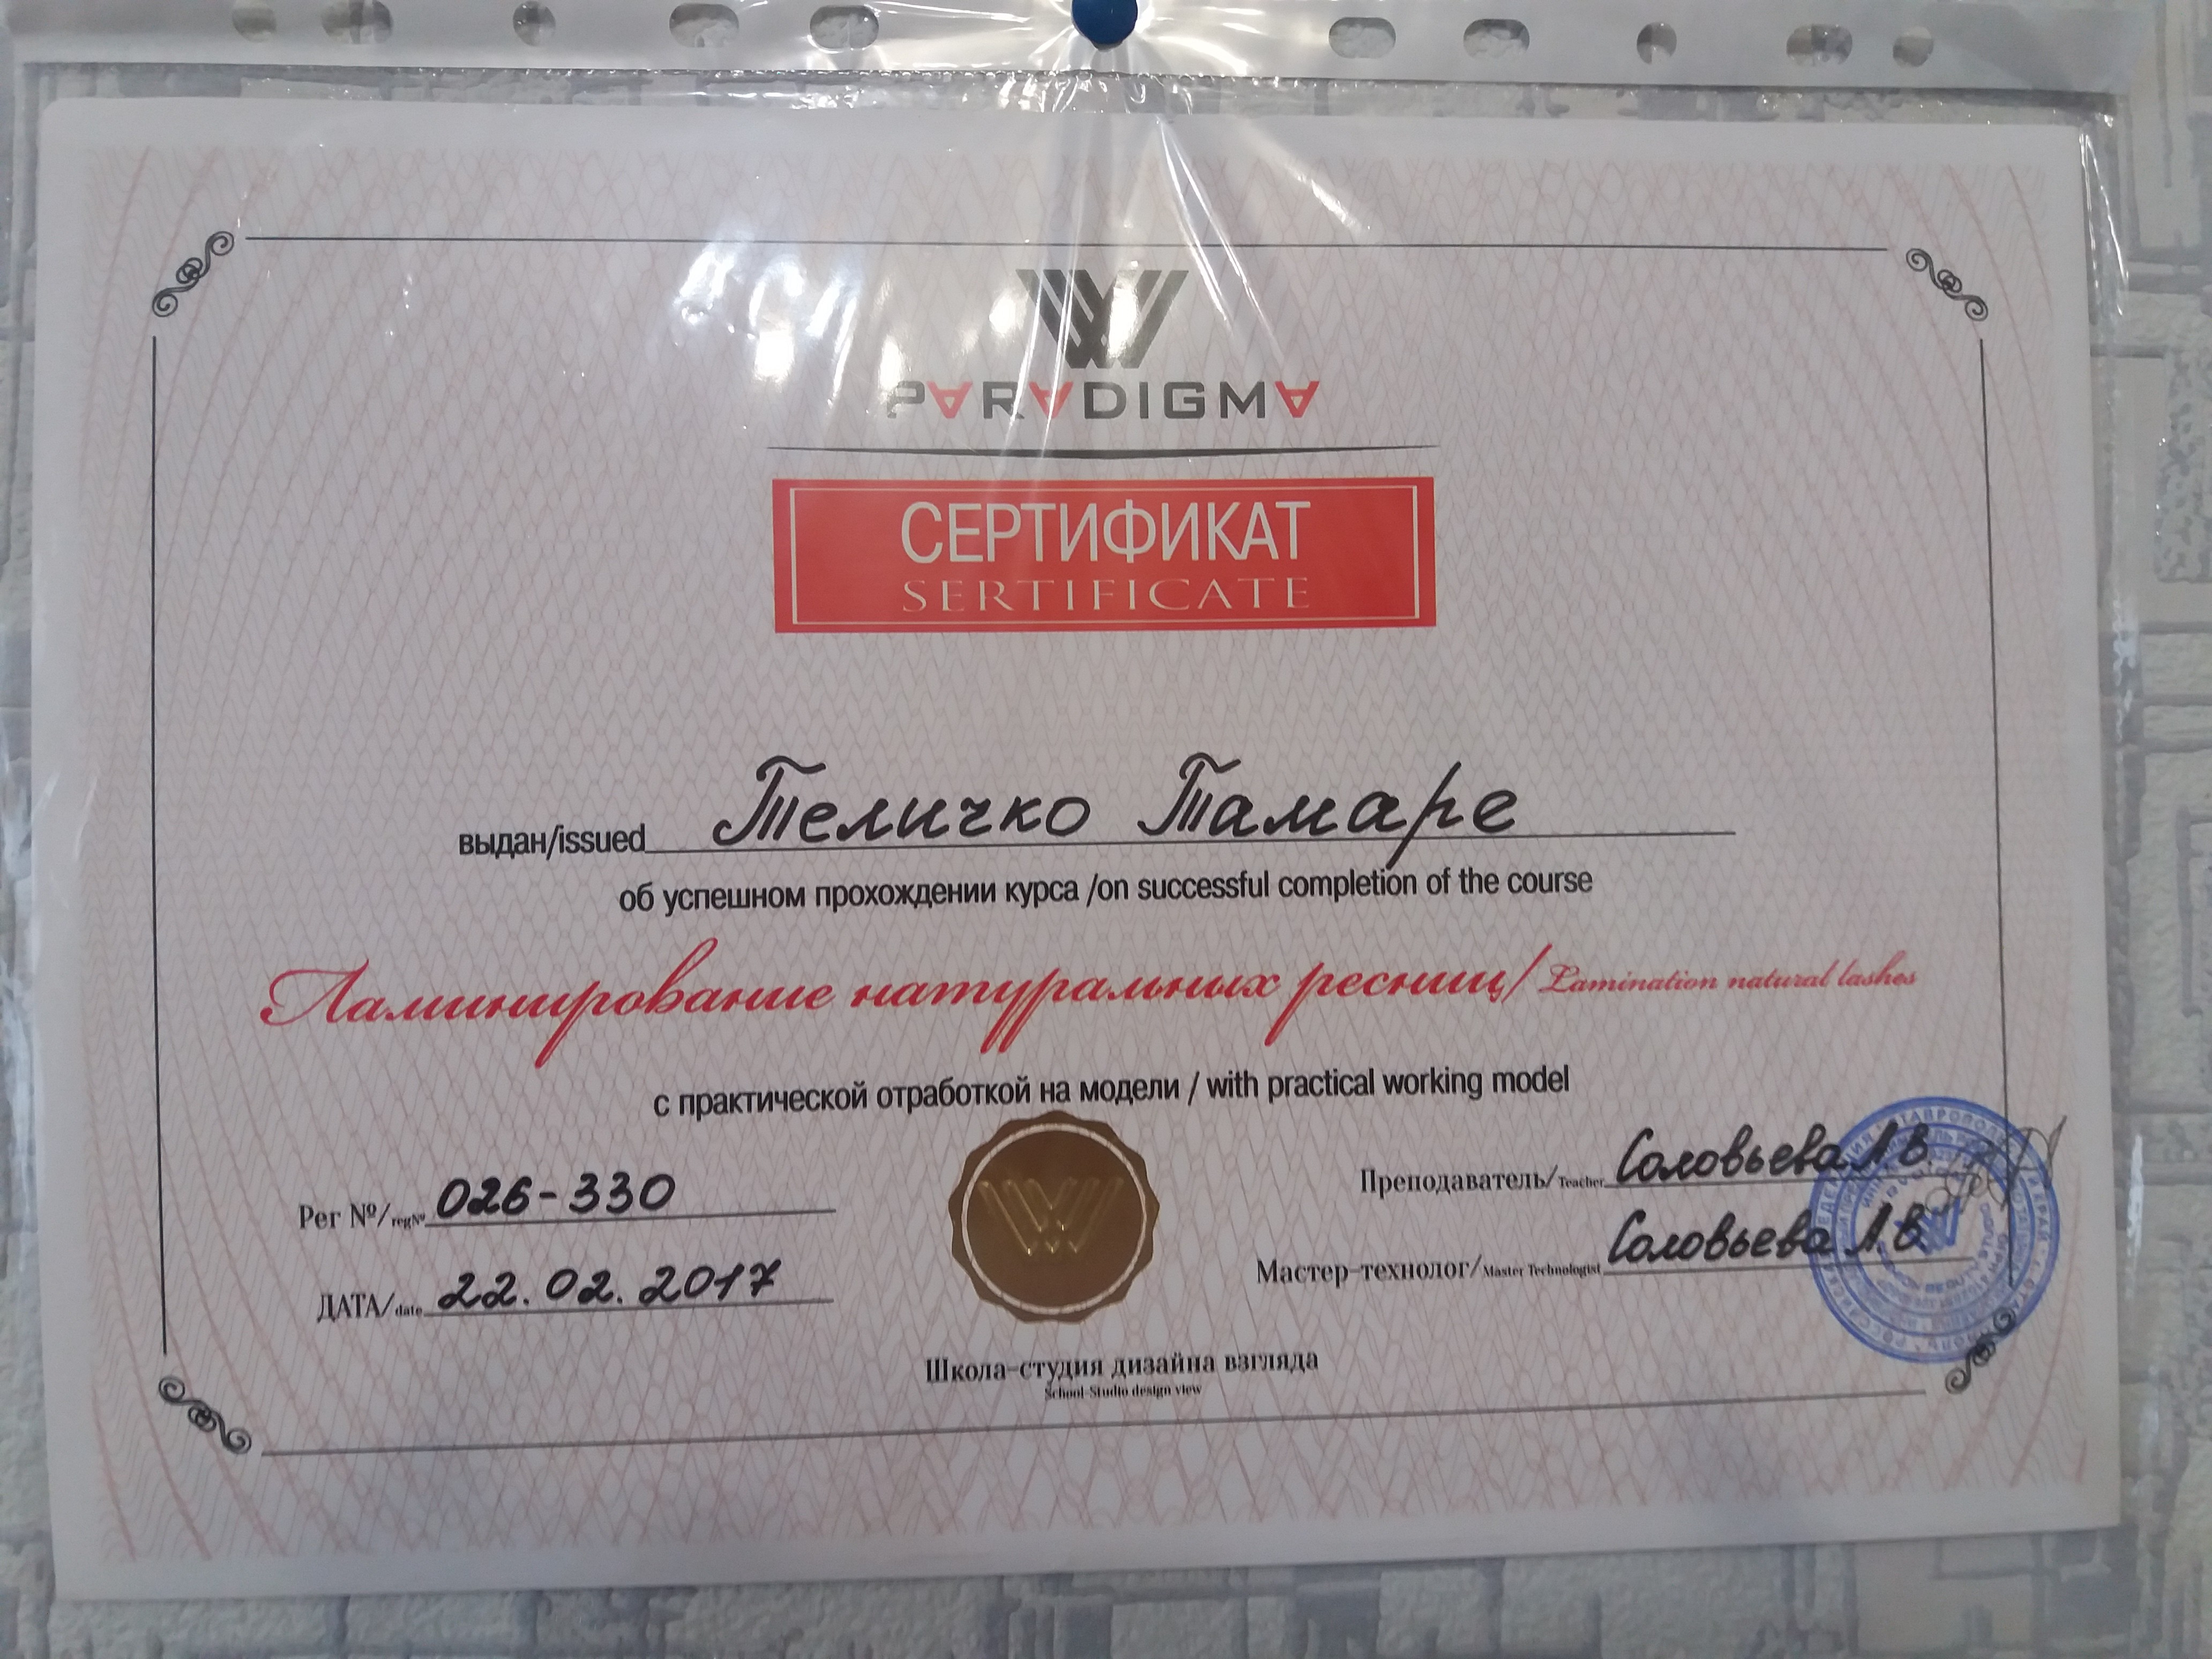 PARADIGMA
СЕРТИФИКАТ
SERTIFICATE
выдан/issued Теличко Тамаре
об успешном прохождении курса /on successful completion of the course
Ламинирование натуральных ресниц/ Lamination natural lashes
с практической отработкой на модели / with practical working model
Рег №/reg№ 026-330
Преподаватель/Teacher Соловьева Л.В.
ДАТА/date 22.02.2017
Мастер-технолог/Master Technologist Соловьева Л.В.
Школа-студия дизайна взгляда
School-Studio design view